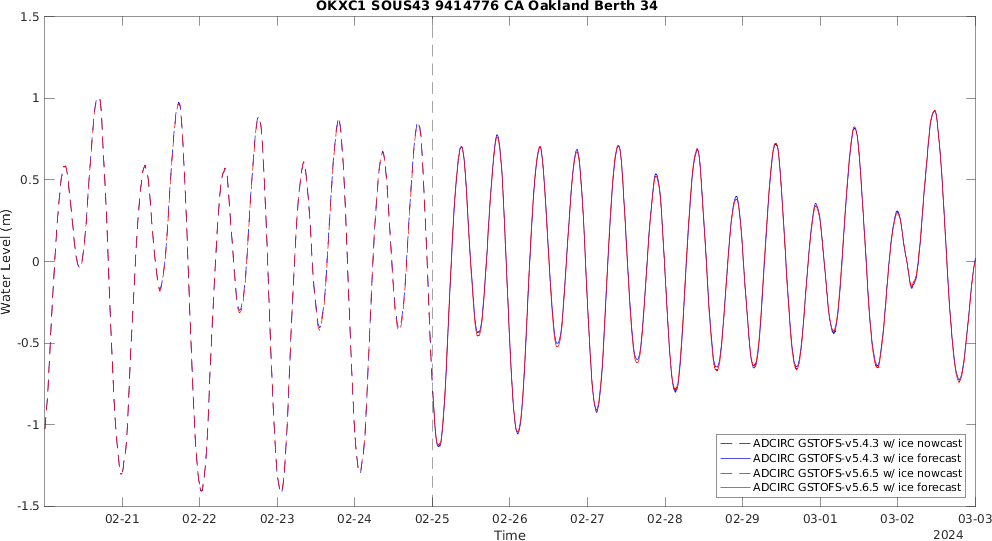 OKXC1 SOUS43 9414776 CA Oakland Berth 34
1.5
1
0.5
0
-0.5
-1
-1.5
Water Level (m)
02-21 02-22 02-23 02-24 02-25 02-26 02-27 02-28 02-29 03-01 03-02 03-03
Time
2024
ADCIRC GSTOFS-v5.4.3 w/ ice nowcast
ADCIRC GSTOFS-v5.4.3 w/ ice forecast
ADCIRC GSTOFS-v5.6.5 w/ ice nowcast
ADCIRC GSTOFS-v5.6.5 w/ ice forecast